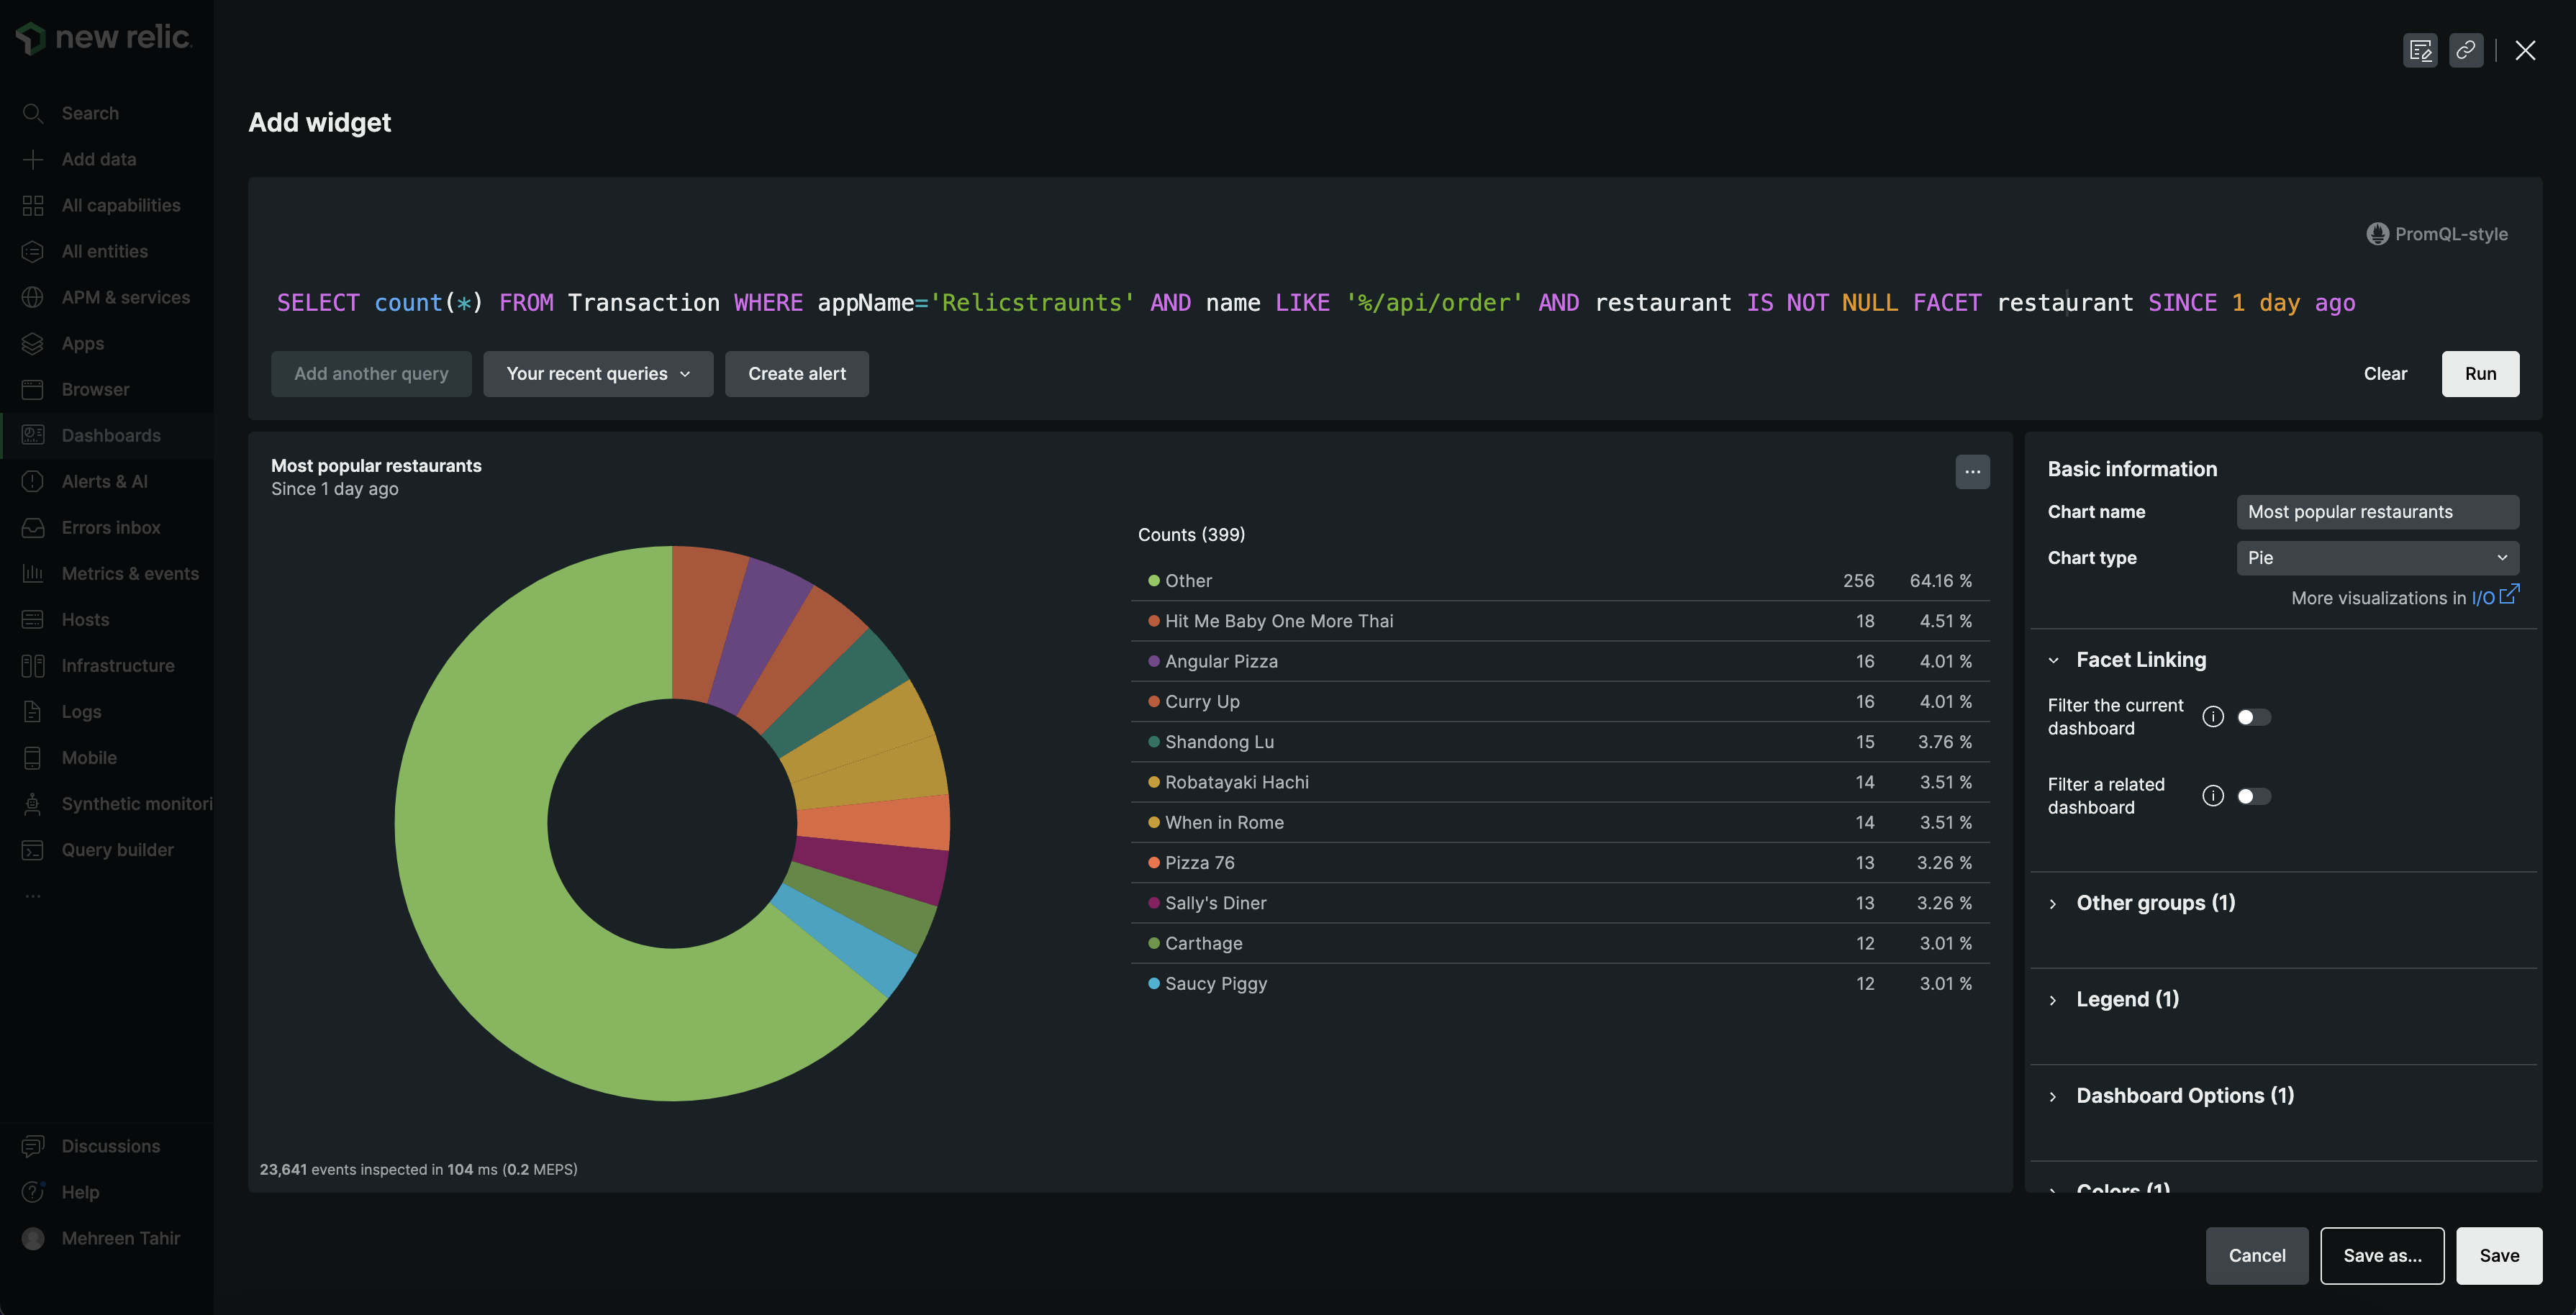 new relic.
Search
Add data
All capabilities
All entities
APM & services
Apps
Browser
Dashboards
Alerts & AI
Errors inbox
Metrics & events
Hosts
Infrastructure
Logs
Mobile
Synthetic monitori
Query builder
...
Discussions
Help
Mehreen Tahir
Add widget
PromQL-style
SELECT count(*) FROM Transaction WHERE appName='Relicstraunts' AND name LIKE '%/api/order' AND restaurant IS NOT NULL FACET restaurant SINCE 1 day ago
Add another query Your recent queries Create alert Clear Run
Most popular restaurants
Since 1 day ago
...
Counts (399)
Other 256 64.16 %
Hit Me Baby One More Thai 18 4.51 %
Angular Pizza 16 4.01 %
Curry Up 16 4.01 %
Shandong Lu 15 3.76 %
Robatayaki Hachi 14 3.51 %
When in Rome 14 3.51 %
Pizza 76 13 3.26 %
Sally's Diner 13 3.26 %
Carthage 12 3.01 %
Saucy Piggy 12 3.01 %
23,641 events inspected in 104 ms (0.2 MEPS)
Basic information
Chart name Most popular restaurants
Chart type Pie
More visualizations in I/O
Facet Linking
Filter the current
dashboard
Filter a related
dashboard
Other groups (1)
Legend (1)
Dashboard Options (1)
Colors (1)
Cancel Save as... Save